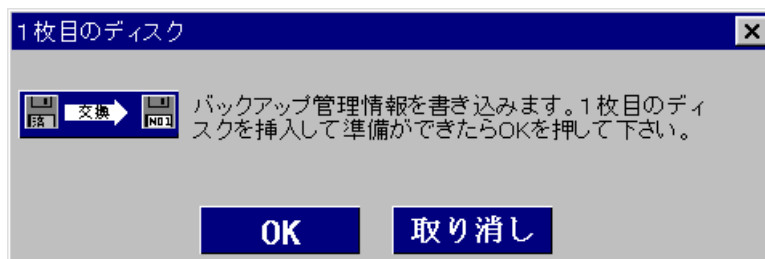 1枚目のディスク
済 交換 NO1 バックアップ管理情報を書き込みます。1枚目のディ
スクを挿入して準備ができたらOKを押して下さい。
OK 取り消し